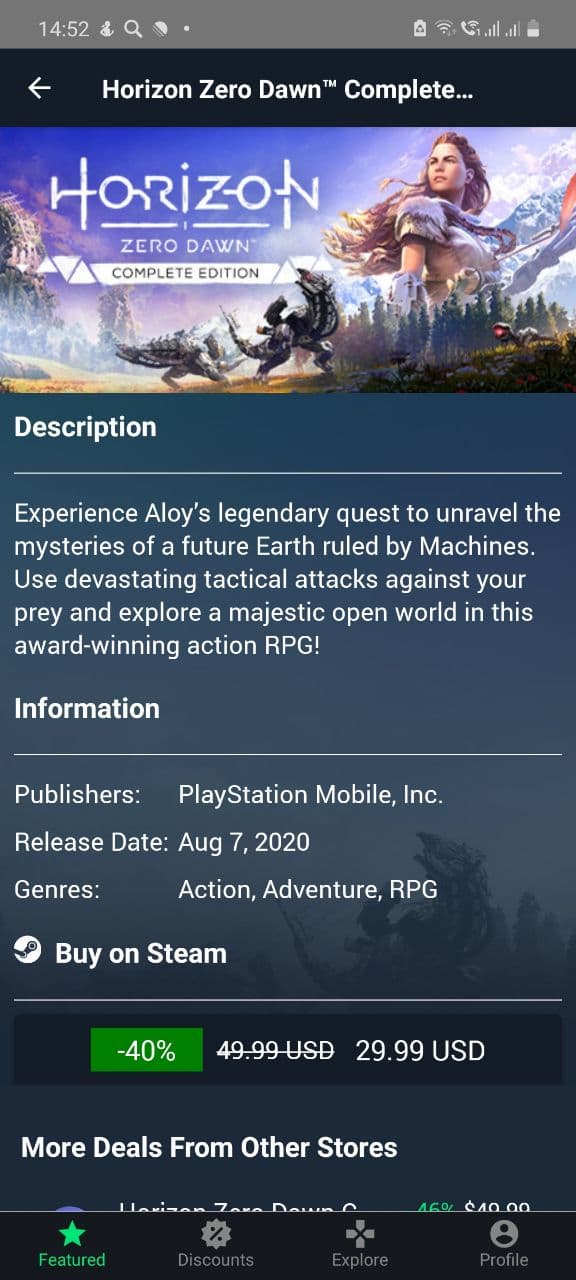 14:52
Horizon Zero Dawn™ Complete...
HORIZON
ZERO DAWN™
COMPLETE EDITION
Description
Experience Aloy's legendary quest to unravel the
mysteries of a future Earth ruled by Machines.
Use devastating tactical attacks against your
prey and explore a majestic open world in this
award-winning action RPG!
Information
Publishers: PlayStation Mobile, Inc.
Release Date: Aug 7, 2020
Genres: Action, Adventure, RPG
Buy on Steam
-40% 49.99 USD 29.99 USD
More Deals From Other Stores
Horizon Zero Dawn C 46% $49.99
Featured Discounts Explore Profile